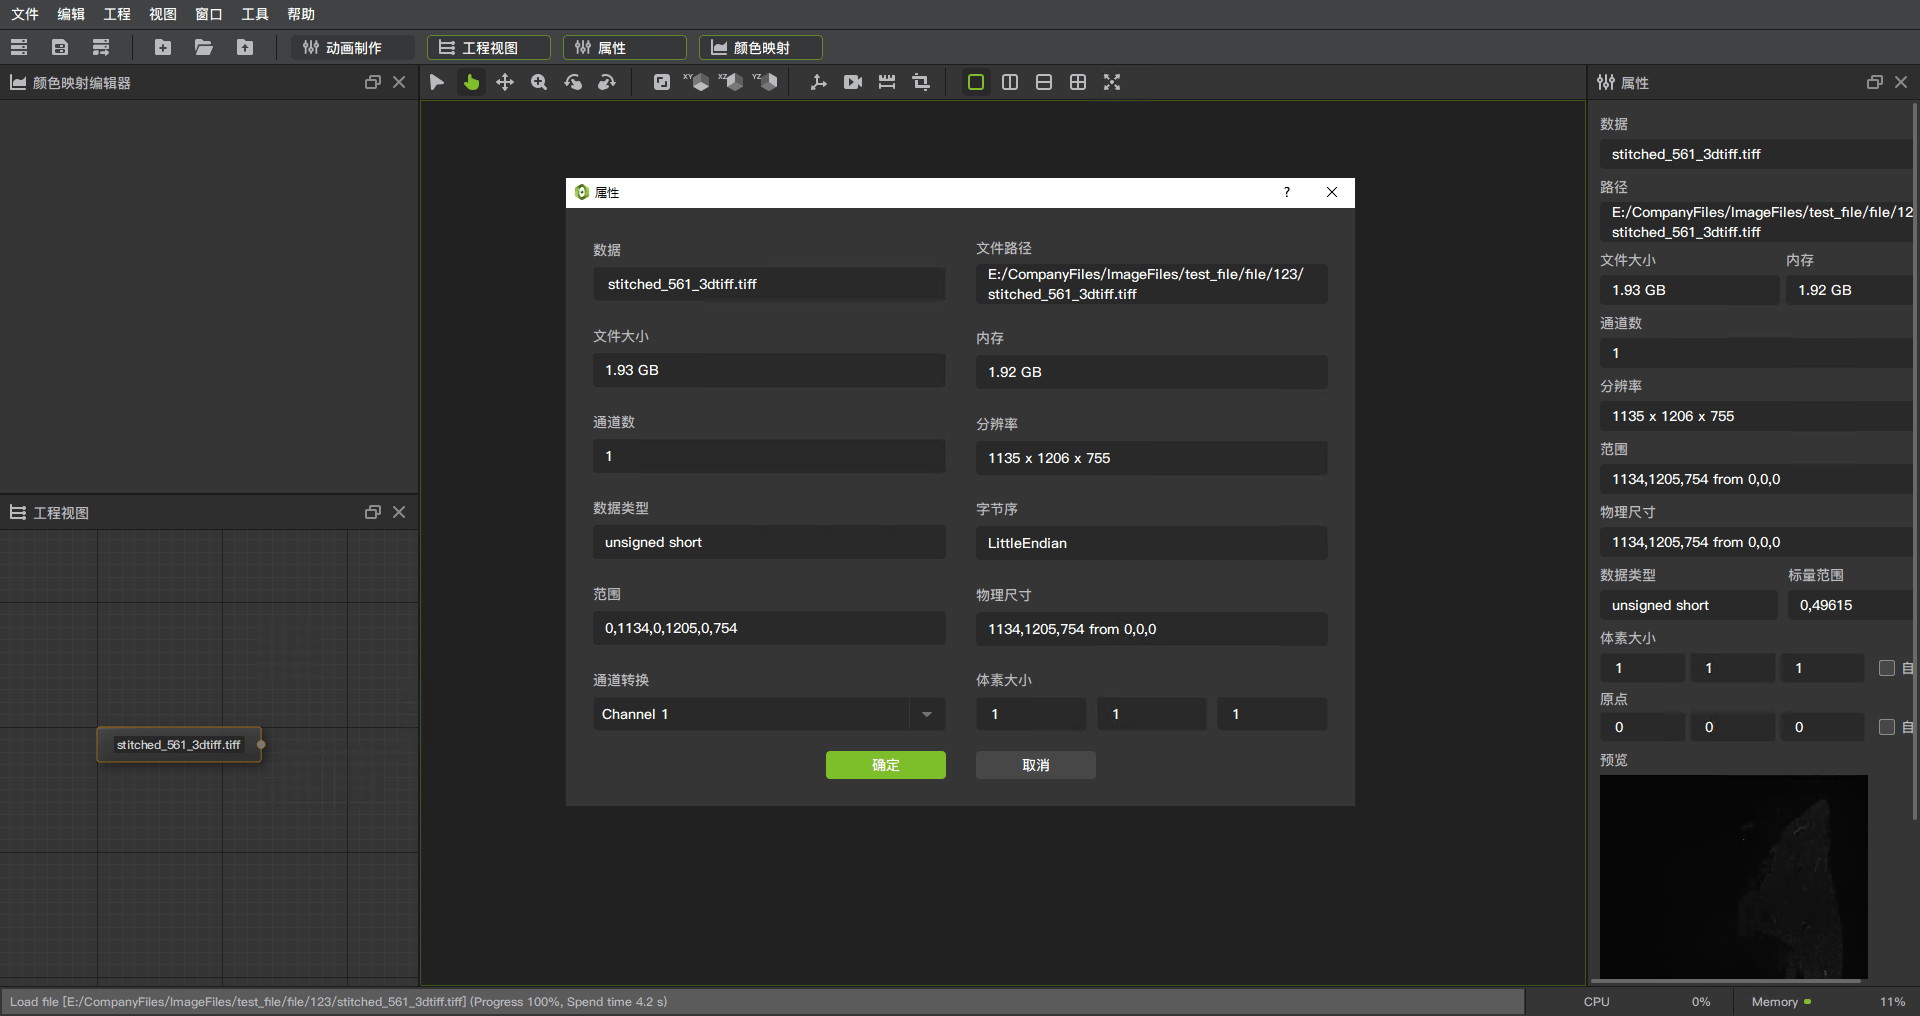 文件 编辑 工程 视图 窗口 工具 帮助
动画制作 工程视图 属性 颜色映射
颜色映射编辑器
XY XZ YZ
工程视图
stitched_561_3dtiff.tiff
属性
?
数据
stitched_561_3dtiff.tiff
文件路径
E:/CompanyFiles/ImageFiles/test_file/file/123/
stitched_561_3dtiff.tiff
文件大小
1.93 GB
内存
1.92 GB
通道数
1
分辨率
1135 x 1206 x 755
数据类型
unsigned short
字节序
LittleEndian
范围
0,1134,0,1205,0,754
物理尺寸
1134,1205,754 from 0,0,0
通道转换
Channel 1
体素大小
1 1 1
确定 取消
属性
数据
stitched_561_3dtiff.tiff
路径
E:/CompanyFiles/ImageFiles/test_file/file/12
stitched_561_3dtiff.tiff
文件大小 内存
1.93 GB 1.92 GB
通道数
1
分辨率
1135 x 1206 x 755
范围
1134,1205,754 from 0,0,0
物理尺寸
1134,1205,754 from 0,0,0
数据类型 标量范围
unsigned short 0,49615
体素大小
1 1 1 自
原点
0 0 0 自
预览
Load file [E:/CompanyFiles/ImageFiles/test_file/file/123/stitched_561_3dtiff.tiff] (Progress 100%, Spend time 4.2 s)
CPU 0% Memory 11%